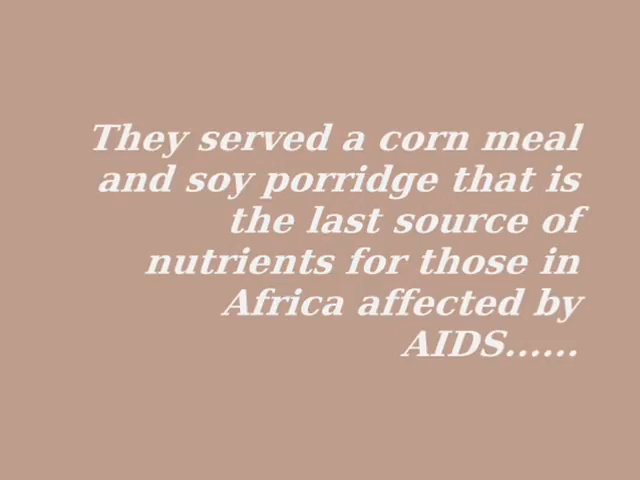 They served a corn meal
and soy porridge that is
the last source of
nutrients for those in
Africa affected by
AIDS......